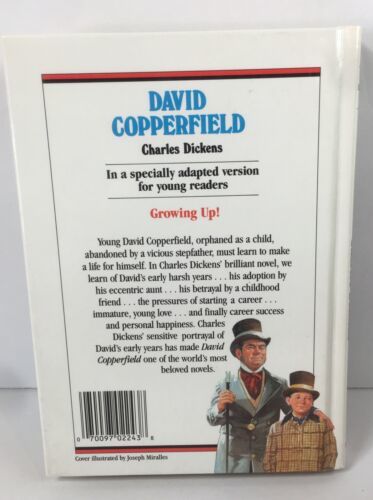 DAVID
COPPERFIELD
Charles Dickens
In a specially adapted version
for young readers
Growing Up!
Young David Copperfield, orphaned as a child,
abandoned by a vicious stepfather, must learn to make
a life for himself. In Charles Dickens' brilliant novel, we
learn of David's early harsh years . . . his adoption by
his eccentric aunt . . . his betrayal by a childhood
friend . . . the pressures of starting a career . . .
immature, young love . . . and finally career success
and personal happiness. Charles
Dickens' sensitive portrayal of
David's early years has made David
Copperfield one of the world's most
beloved novels.
0 70097 02243 8
Cover illustrated by Joseph Miralles